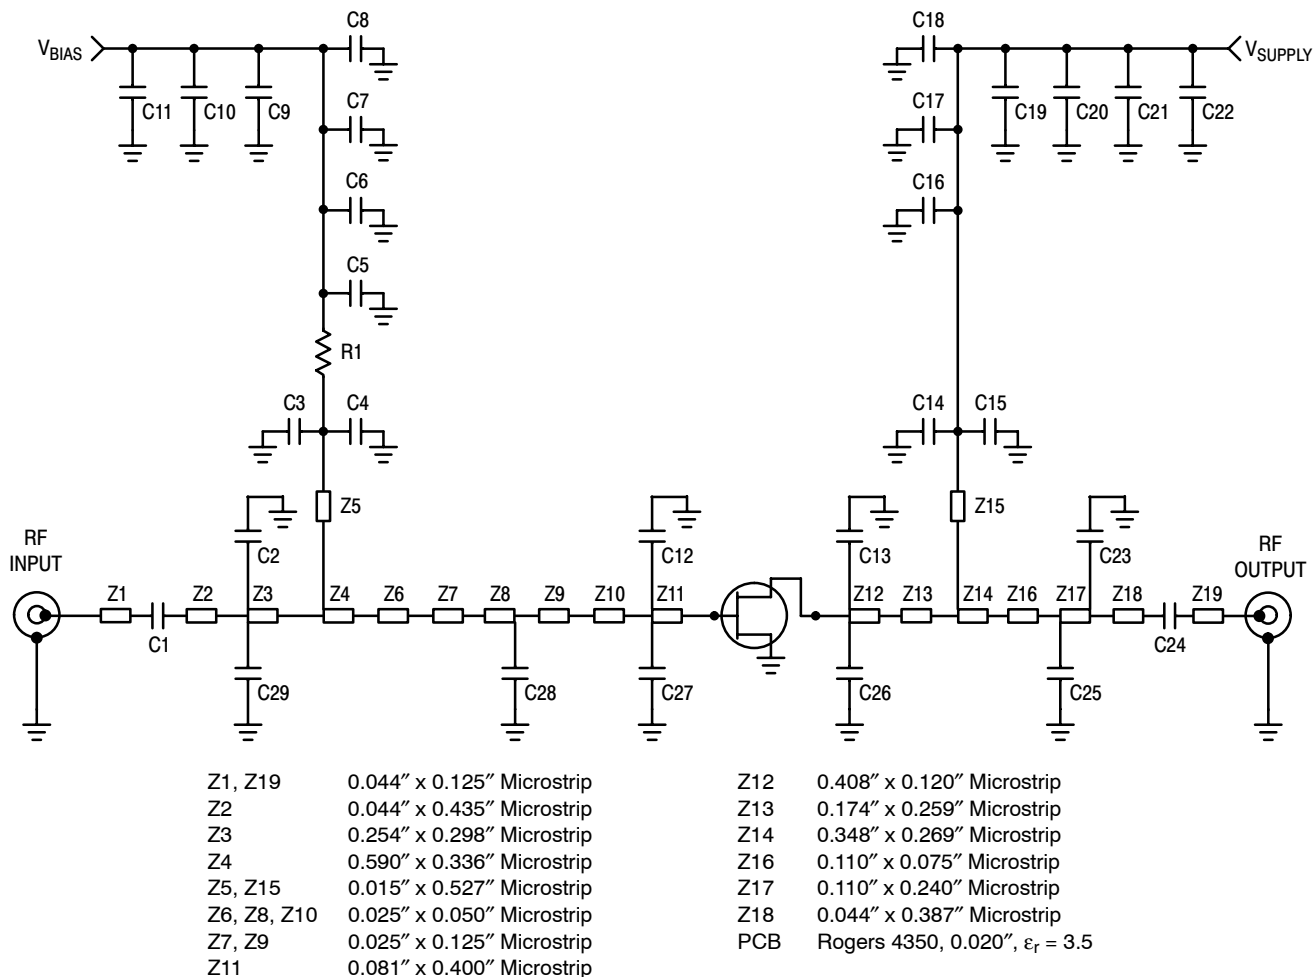 C8
C18
V_BIAS
V_SUPPLY
C11
C10
C9
C7
C17
C19
C20
C21
C22
C6
C16
C5
R1
C3
C4
C14
C15
Z5
Z15
RF
INPUT
C2
C12
C13
C23
RF
OUTPUT
Z1
Z2
Z3
Z4
Z6
Z7
Z8
Z9
Z10
Z11
Z12
Z13
Z14
Z16
Z17
Z18
Z19
C1
C24
C29
C28
C27
C26
C25
Z1, Z19 0.044″ x 0.125″ Microstrip
Z2 0.044″ x 0.435″ Microstrip
Z3 0.254″ x 0.298″ Microstrip
Z4 0.590″ x 0.336″ Microstrip
Z5, Z15 0.015″ x 0.527″ Microstrip
Z6, Z8, Z10 0.025″ x 0.050″ Microstrip
Z7, Z9 0.025″ x 0.125″ Microstrip
Z11 0.081″ x 0.400″ Microstrip
Z12 0.408″ x 0.120″ Microstrip
Z13 0.174″ x 0.259″ Microstrip
Z14 0.348″ x 0.269″ Microstrip
Z16 0.110″ x 0.075″ Microstrip
Z17 0.110″ x 0.240″ Microstrip
Z18 0.044″ x 0.387″ Microstrip
PCB Rogers 4350, 0.020″, εr = 3.5